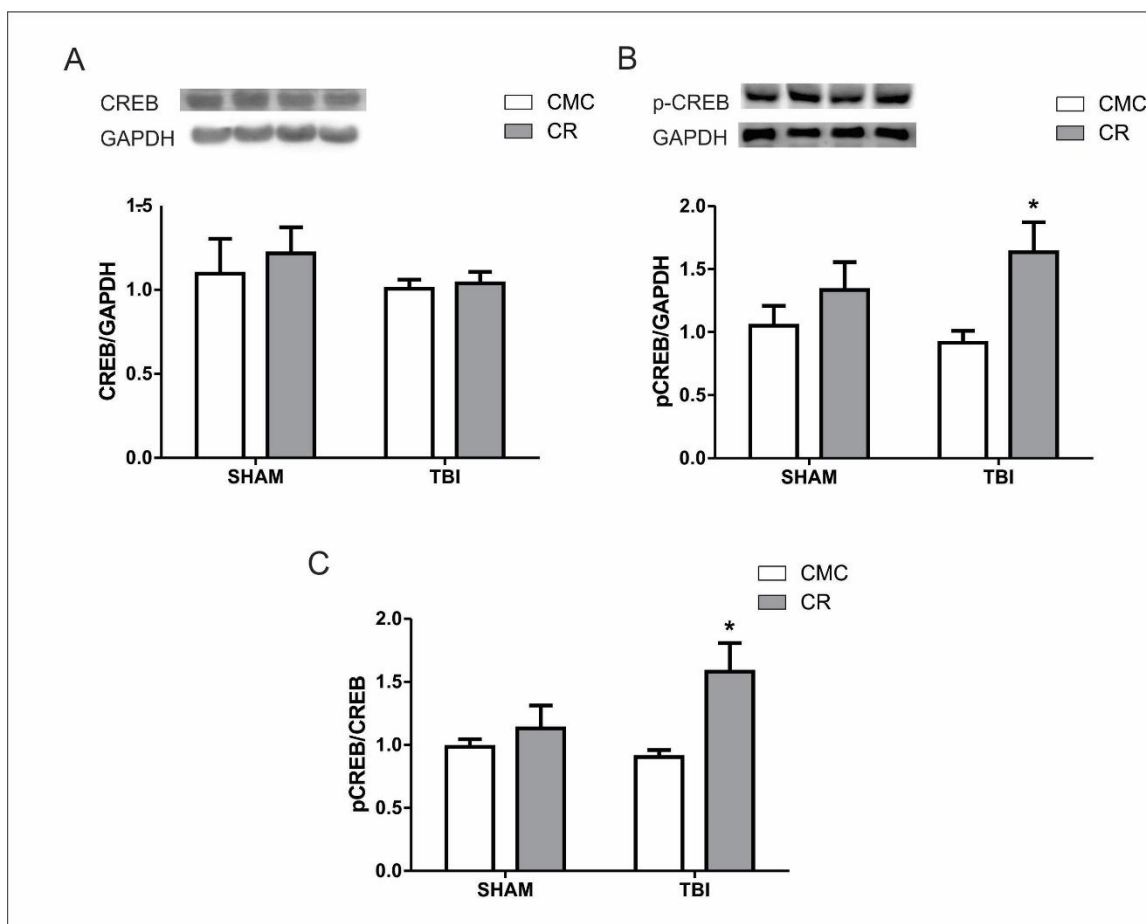 A
CREB
GAPDH
CMC
CR
CREB/GAPDH
1.5
1.0
0.5
0.0
SHAM TBI
B
p-CREB
GAPDH
CMC
CR
pCREB/GAPDH
2.0
1.5
1.0
0.5
0.0
*
SHAM TBI
C
CMC
CR
pCREB/CREB
2.0
1.5
1.0
0.5
0.0
*
SHAM TBI